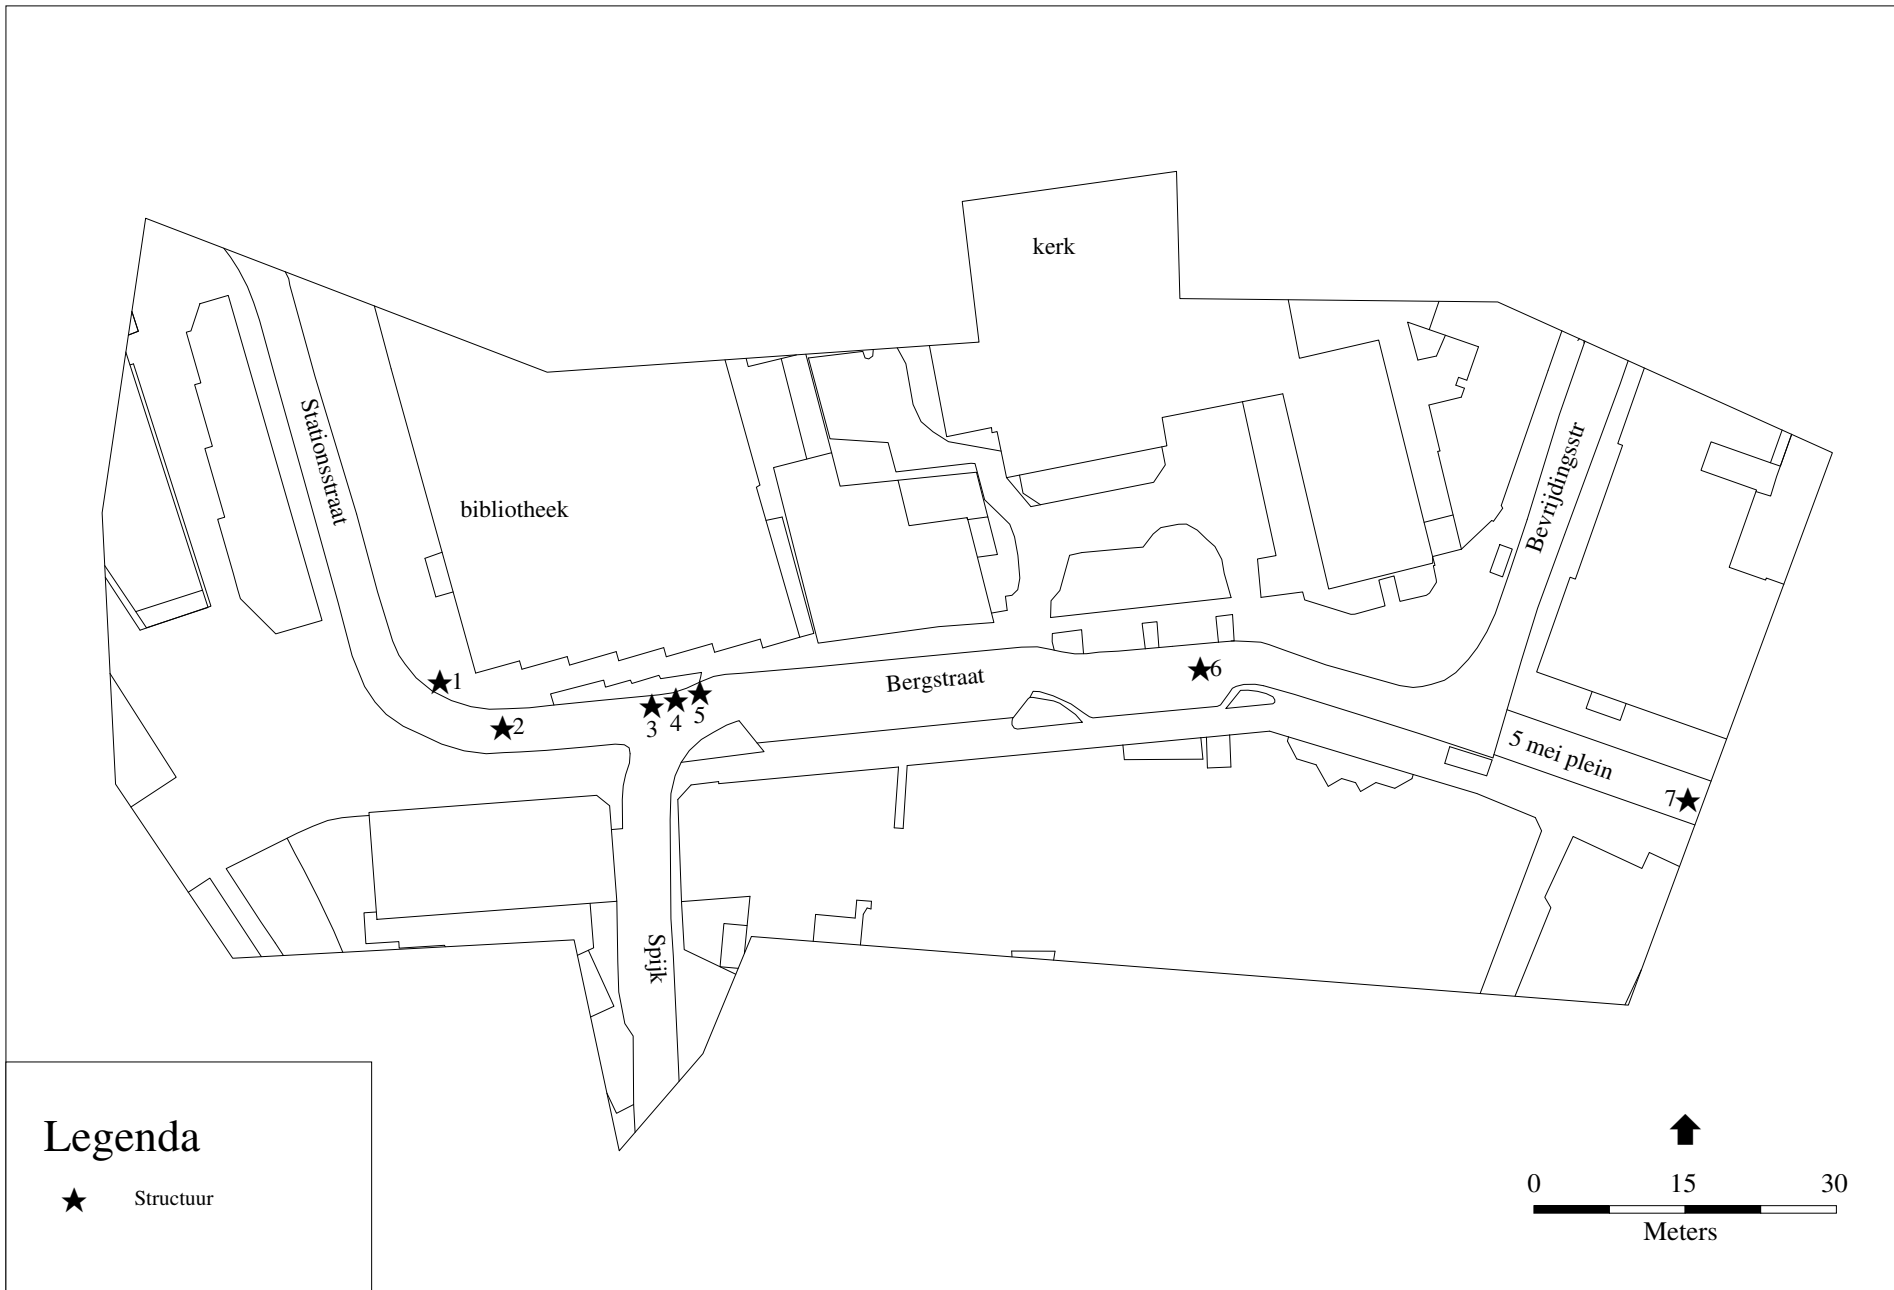 kerk
Stationsstraat
bibliotheek
Bevrijdingsstr
Bergstraat
1
2
3
4
5
6
5 mei plein
7
Spijk
Legenda
Structuur
0 15 30
Meters